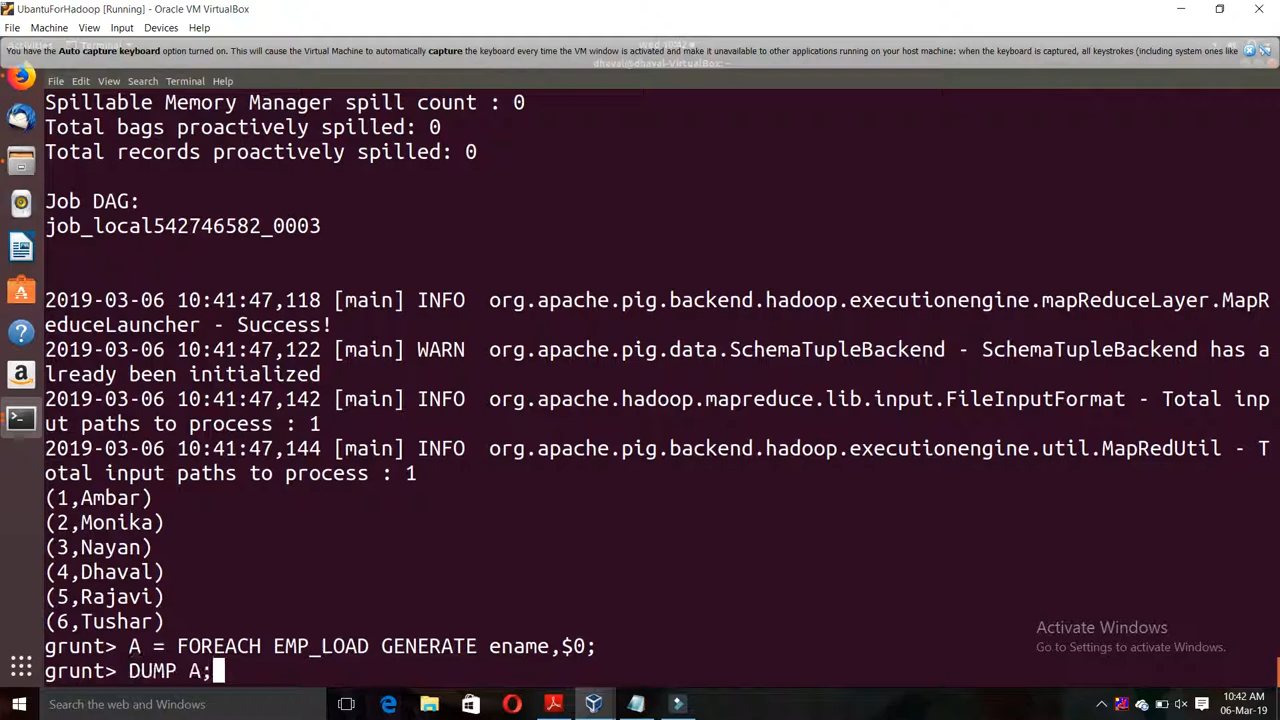 UbantuForHadoop [Running] - Oracle VM VirtualBox
File Machine View Input Devices Help
You have the Auto capture keyboard option turned on. This will cause the Virtual Machine to automatically capture the keyboard every time the VM window is activated and make it unavailable to other applications running on your host machine: when the keyboard is captured, all keystrokes (including system ones like
dhaval@dhaval-VirtualBox: ~
File Edit View Search Terminal Help
Spillable Memory Manager spill count : 0
Total bags proactively spilled: 0
Total records proactively spilled: 0
Job DAG:
job_local542746582_0003
2019-03-06 10:41:47,118 [main] INFO  org.apache.pig.backend.hadoop.executionengine.mapReduceLayer.MapR
educeLauncher - Success!
2019-03-06 10:41:47,122 [main] WARN  org.apache.pig.data.SchemaTupleBackend - SchemaTupleBackend has a
lready been initialized
2019-03-06 10:41:47,142 [main] INFO  org.apache.hadoop.mapreduce.lib.input.FileInputFormat - Total inp
ut paths to process : 1
2019-03-06 10:41:47,144 [main] INFO  org.apache.pig.backend.hadoop.executionengine.util.MapRedUtil - T
otal input paths to process : 1
(1,Ambar)
(2,Monika)
(3,Nayan)
(4,Dhaval)
(5,Rajavi)
(6,Tushar)
grunt> A = FOREACH EMP_LOAD GENERATE ename,$0;
grunt> DUMP A;
Activate Windows
Go to Settings to activate Windows.
Search the web and Windows
10:42 AM
06-Mar-19